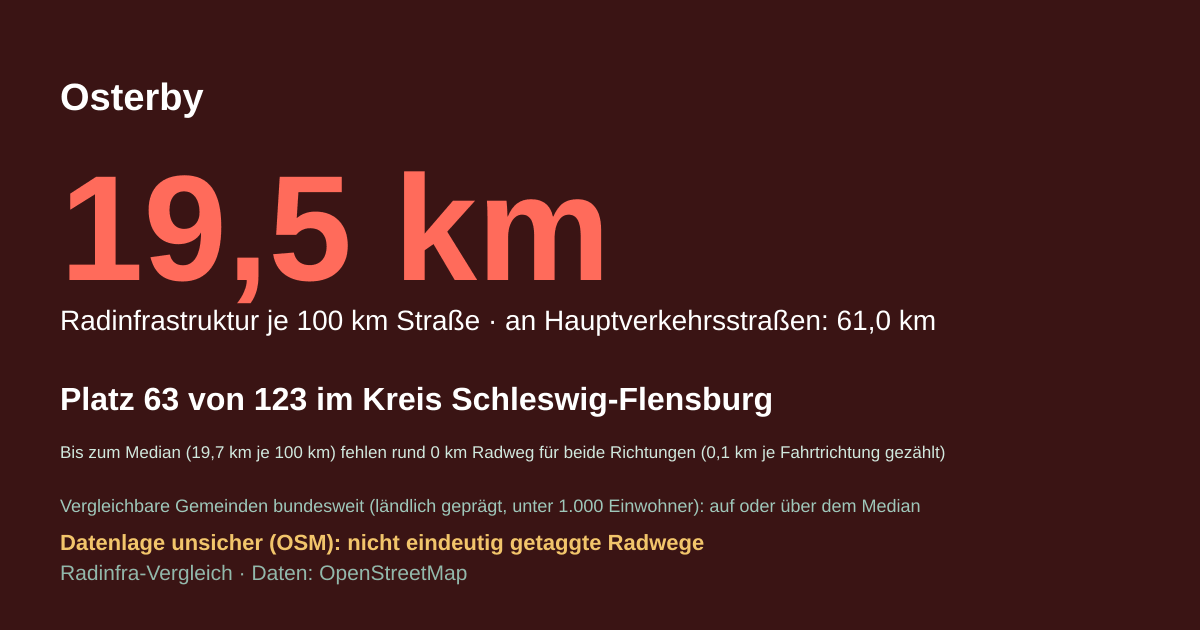 Osterby
19,5 km
Radinfrastruktur je 100 km Straße · an Hauptverkehrsstraßen: 61,0 km
Platz 63 von 123 im Kreis Schleswig-Flensburg
Bis zum Median (19,7 km je 100 km) fehlen rund 0 km Radweg für beide Richtungen (0,1 km je Fahrtrichtung gezählt)
Vergleichbare Gemeinden bundesweit (ländlich geprägt, unter 1.000 Einwohner): auf oder über dem Median
Datenlage unsicher (OSM): nicht eindeutig getaggte Radwege
Radinfra-Vergleich · Daten: OpenStreetMap